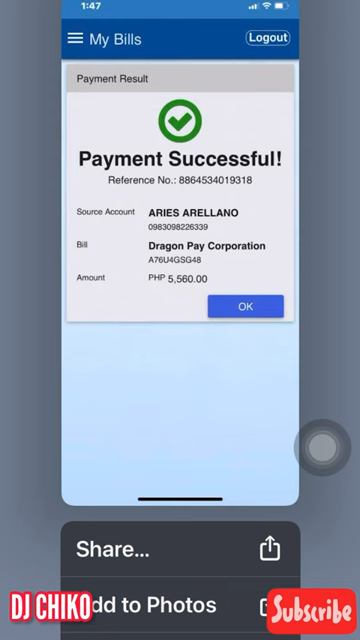 1:47
My Bills
Logout
Payment Result
Payment Successful!
Reference No.: 8864534019318
Source Account
ARIES ARELLANO
0983098226339
Bill
Dragon Pay Corporation
A76U4GSG48
Amount
PHP 5,560.00
OK
Share...
DJ CHIKO
dd to Photos
Subscribe